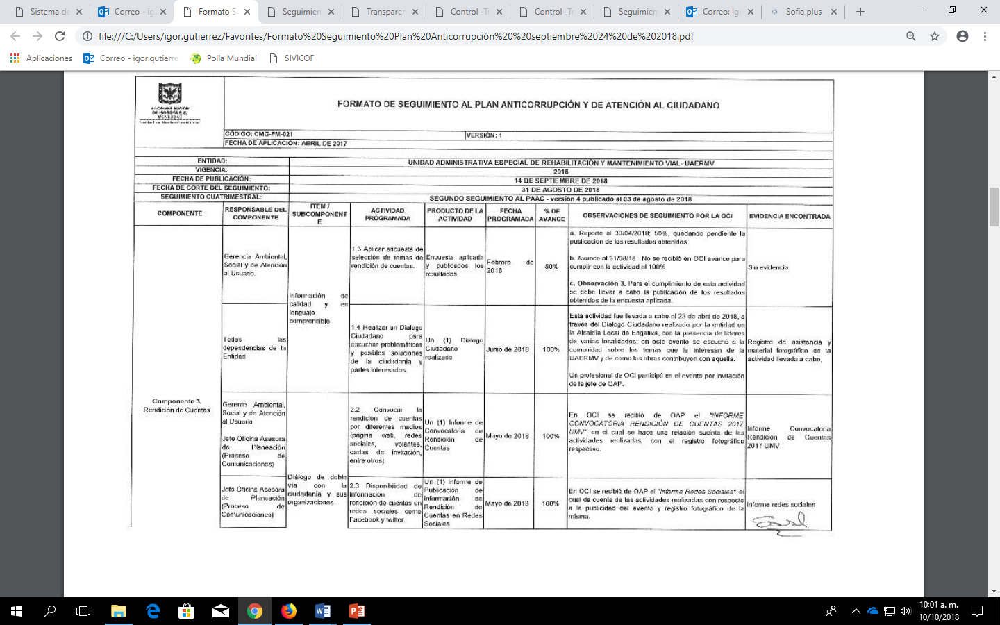 Sistema de
Correo - ig
Formato S
Seguimien
Transparen
Control -Tr
Control -Tr
Seguimien
Correo: Igo
Sofia plus
file:///C:/Users/igor.gutierrez/Favorites/Formato%20Seguimiento%20Plan%20Anticorrupción%20%20septiembre%2024%20de%202018.pdf
Aplicaciones
Correo - igor.gutierre
Polla Mundial
SIVICOF
FORMATO DE SEGUIMIENTO AL PLAN ANTICORRUPCIÓN Y DE ATENCIÓN AL CIUDADANO
CÓDIGO: CMG-FM-021
VERSIÓN: 1
FECHA DE APLICACIÓN: ABRIL DE 2017
ENTIDAD:
UNIDAD ADMINISTRATIVA ESPECIAL DE REHABILITACIÓN Y MANTENIMIENTO VIAL- UAERMV
VIGENCIA:
2018
FECHA DE PUBLICACIÓN:
14 DE SEPTIEMBRE DE 2018
FECHA DE CORTE DEL SEGUIMIENTO:
31 DE AGOSTO DE 2018
SEGUIMIENTO CUATRIMESTRAL:
SEGUNDO SEGUIMIENTO AL PAAC - versión 4 publicado el 03 de agosto de 2018
COMPONENTE
RESPONSABLE DEL
COMPONENTE
ITEM /
SUBCOMPONENT
E
ACTIVIDAD
PROGRAMADA
PRODUCTO DE LA
ACTIVIDAD
FECHA
PROGRAMADA
% DE
AVANCE
OBSERVACIONES DE SEGUIMIENTO POR LA OCI
EVIDENCIA ENCONTRADA
Componente 3.
Rendición de Cuentas
Gerencia Ambiental,
Social y de Atención
al Usuario.
Información de
calidad y en
lenguaje
comprensible
1.3 Aplicar encuesta de
selección de temas de
rendición de cuentas.
Encuesta aplicada
y publicados los
resultados.
Febrero de
2018
50%
a. Reporte al 30/04/2018: 50%, quedando pendiente la
publicación de los resultados obtenidos.
b. Avance al 31/08/18. No se recibió en OCI avance para
cumplir con la actividad al 100%
c. Observación 3. Para el cumplimiento de esta actividad
se debe llevar a cabo la publicación de los resultados
obtenidos de la encuesta aplicada.
Sin evidencia
Todas las
dependencias de la
Entidad
1.4 Realizar un Dialogo
Ciudadano para
escuchar problemáticas
y posibles soluciones
de la ciudadanía y
partes interesadas.
Un (1) Dialogo
Ciudadano
realizado
Junio de 2018
100%
Esta actividad fue llevada a cabo el 23 de abril de 2018, a
través del Dialogo Ciudadano realizado por la entidad en
la Alcaldía Local de Engativá, con la presencia de líderes
de varias localidades; en este evento se escuchó a la
comunidad sobre los temas que le interesan de la
UAERMV y de como las obras contribuyen con aquella.
Un profesional de OCI participó en el evento por invitación
de la jefe de OAP.
Registro de asistencia y
material fotográfico de la
actividad llevada a cabo.
Gerente Ambiental,
Social y de Atención
al Usuario
Jefe Oficina Asesora
de Planeación
(Proceso de
Comunicaciones)
Diálogo de doble
vía con la
ciudadanía y sus
organizaciones
2.2 Convocar la
rendición de cuentas
por diferentes medios
(página web, redes
sociales, volantes,
cartas de invitación,
entre otros)
Un (1) Informe de
Convocatoria de
Rendición de
Cuentas
Mayo de 2018
100%
En OCI se recibió de OAP el "INFORME
CONVOCATORIA RENDICIÓN DE CUENTAS 2017
UMV" en el cual se hace una relación sucinta de las
actividades realizadas, con el registro fotográfico
respectivo.
Informe Convocatoria
Rendición de Cuentas
2017 UMV
Jefe Oficina Asesora
de Planeación
(Proceso de
Comunicaciones)
2.3 Disponibilidad de
información de
rendición de cuentas en
redes sociales como
Facebook y twitter.
Un (1) Informe de
Publicación de
información de
Rendición de
Cuentas en Redes
Sociales
Mayo de 2018
100%
En OCI se recibió de OAP el "Informe Redes Sociales" el
cual da cuenta de las actividades realizadas con respecto
a la publicidad del evento y registro fotográfico de la
misma.
Informe redes sociales
10:01 a. m.
10/10/2018